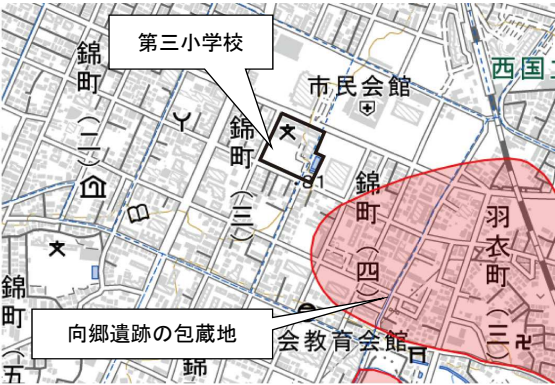 第三小学校
市民会館
西国
錦町（二）
錦町（三）
81
錦町（四）
羽衣町（三）
向郷遺跡の包蔵地
会教育会館
錦町（五
錦